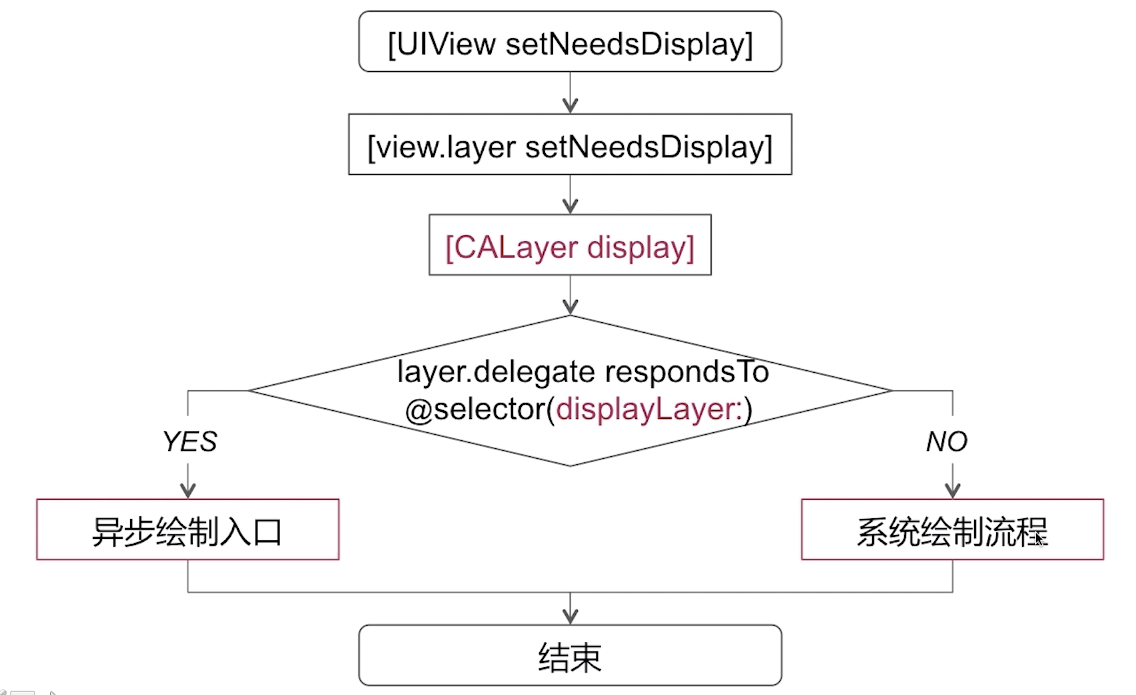 [UIView setNeedsDisplay]
[view.layer setNeedsDisplay]
[CALayer display]
layer.delegate respondsTo
@selector(displayLayer:)
YES
NO
异步绘制入口
系统绘制流程
结束